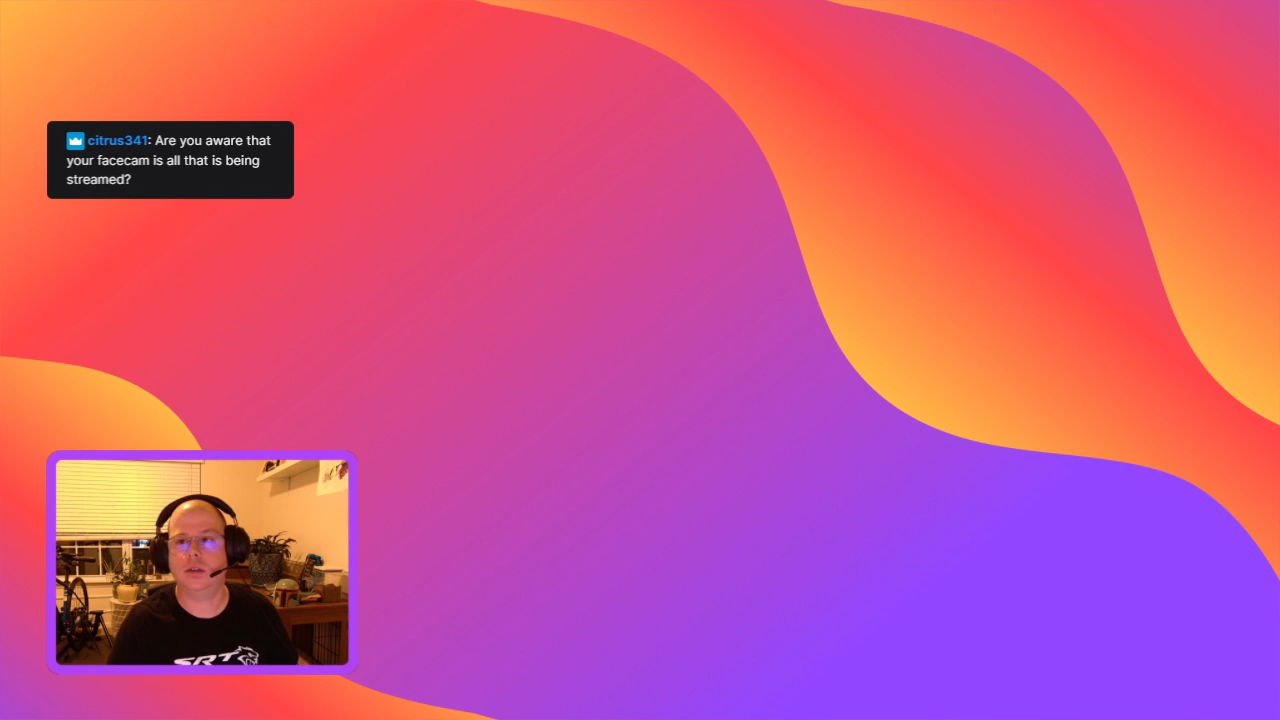 citrus341: Are you aware that
your facecam is all that is being
streamed?
SRT